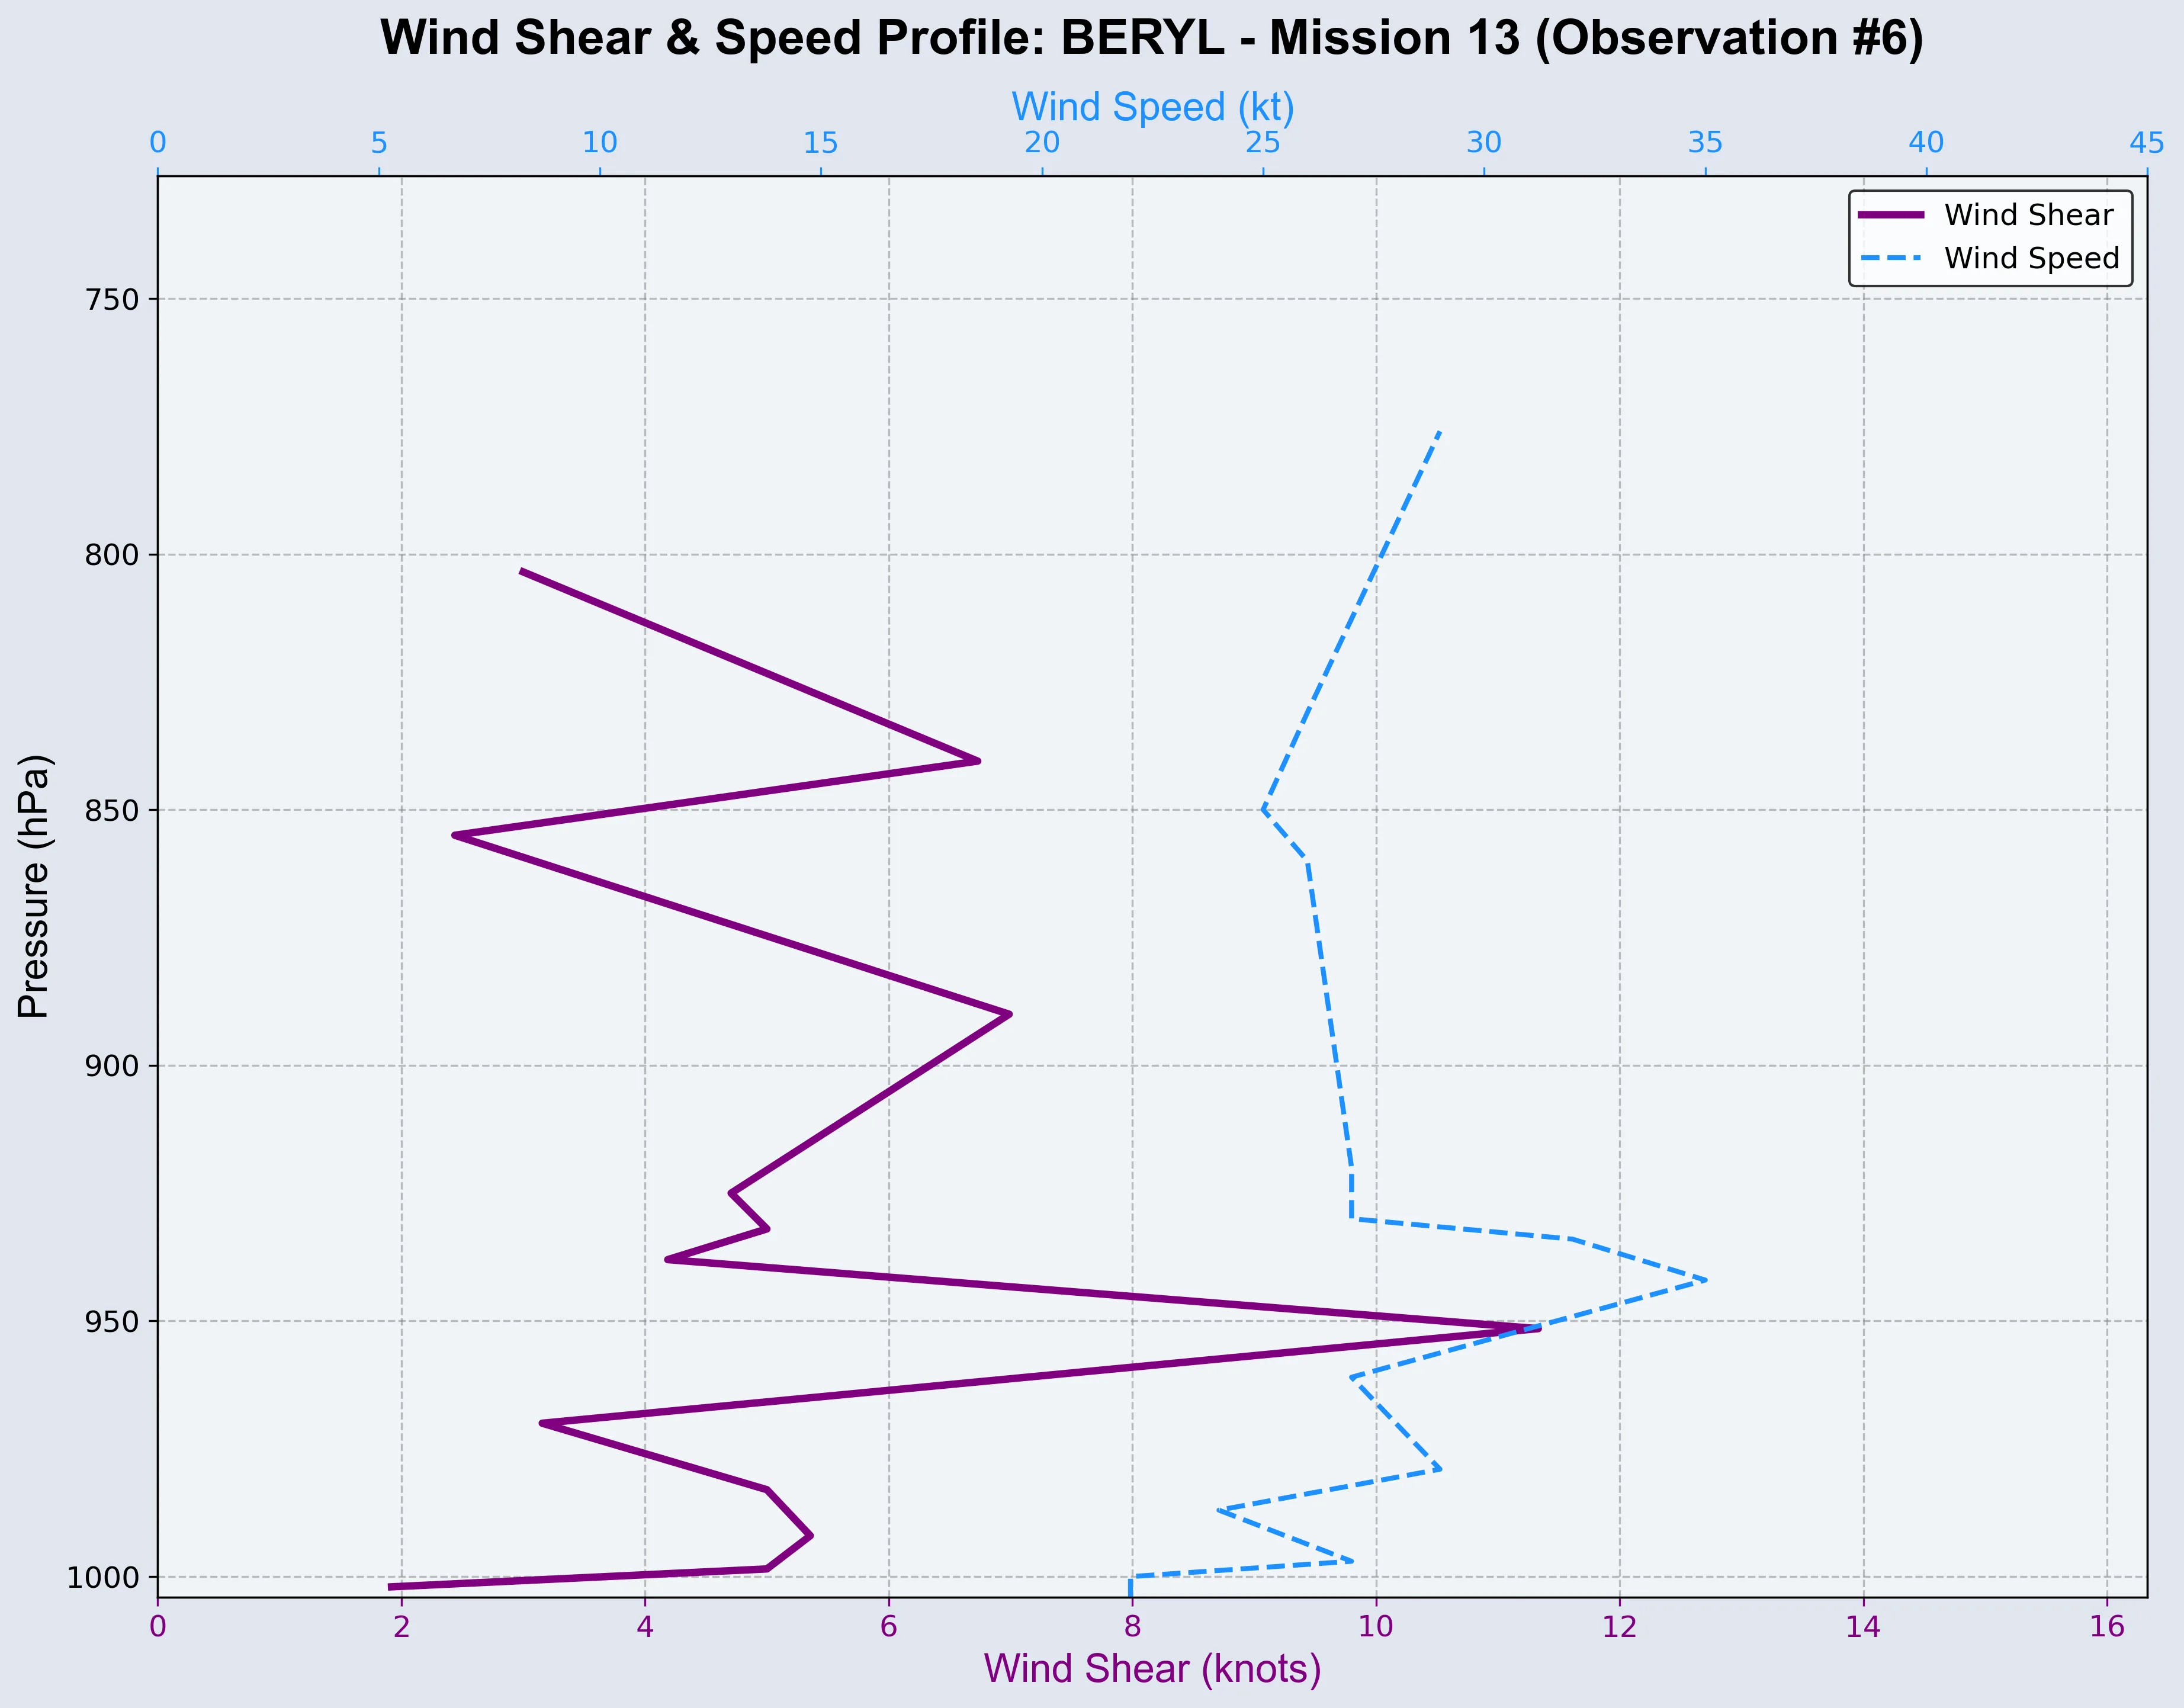 Wind Shear & Speed Profile: BERYL - Mission 13 (Observation #6)
Wind Speed (kt)
0 5 10 15 20 25 30 35 40 45
Wind Shear
Wind Speed
750
800
850
900
950
1000
Pressure (hPa)
0 2 4 6 8 10 12 14 16
Wind Shear (knots)